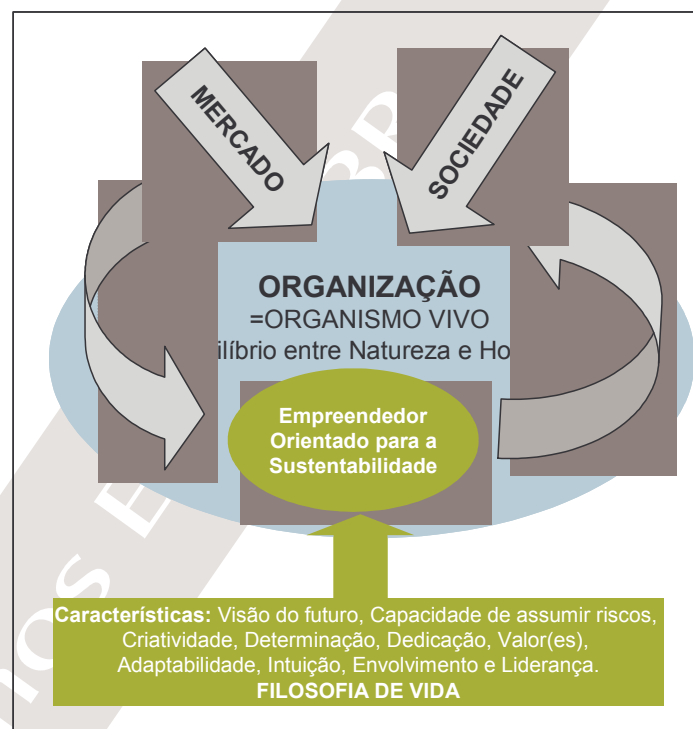 MERCADO
SOCIEDADE
ORGANIZAÇÃO
=ORGANISMO VIVO
ilíbrio entre Natureza e Ho
Empreendedor
Orientado para a
Sustentabilidade
Características: Visão do futuro, Capacidade de assumir riscos,
Criatividade, Determinação, Dedicação, Valor(es),
Adaptabilidade, Intuição, Envolvimento e Liderança.
FILOSOFIA DE VIDA